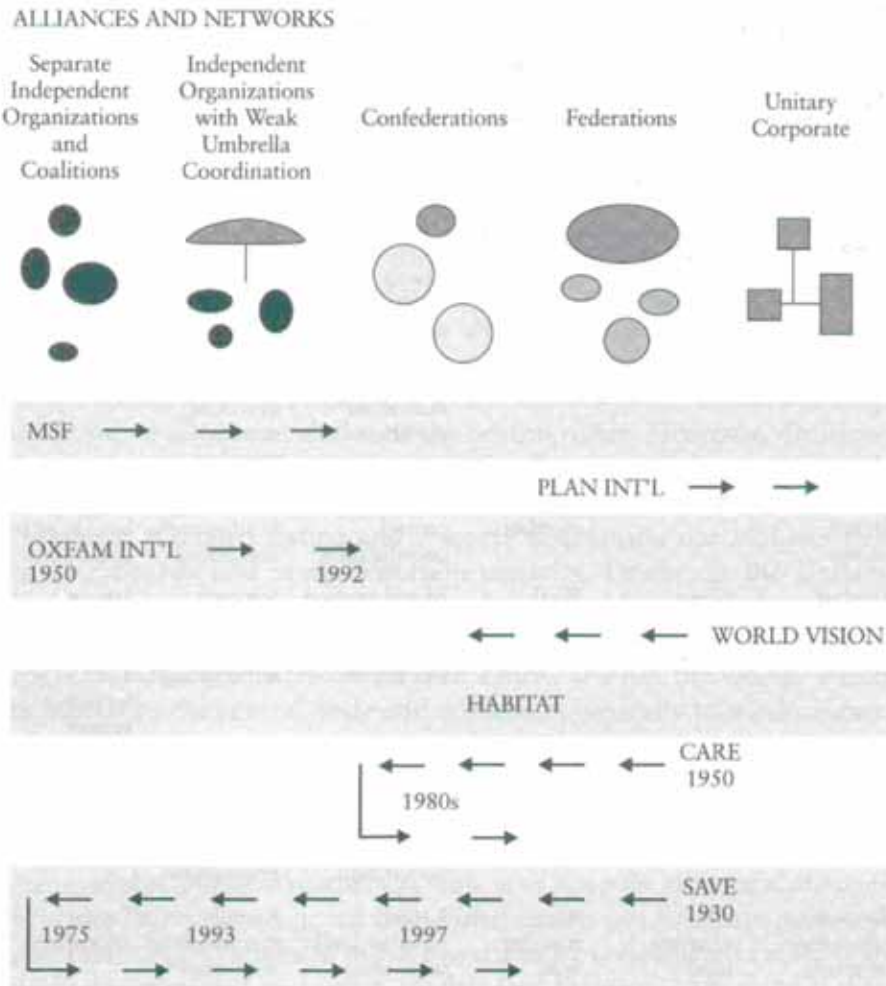 ALLIANCES AND NETWORKS
Separate
Independent
Organizations
and
Coalitions
Independent
Organizations
with Weak
Umbrella
Coordination
Confederations
Federations
Unitary
Corporate
MSF
PLAN INT'L
OXFAM INT'L
1950
1992
WORLD VISION
HABITAT
CARE
1950
1980s
SAVE
1930
1975
1993
1997